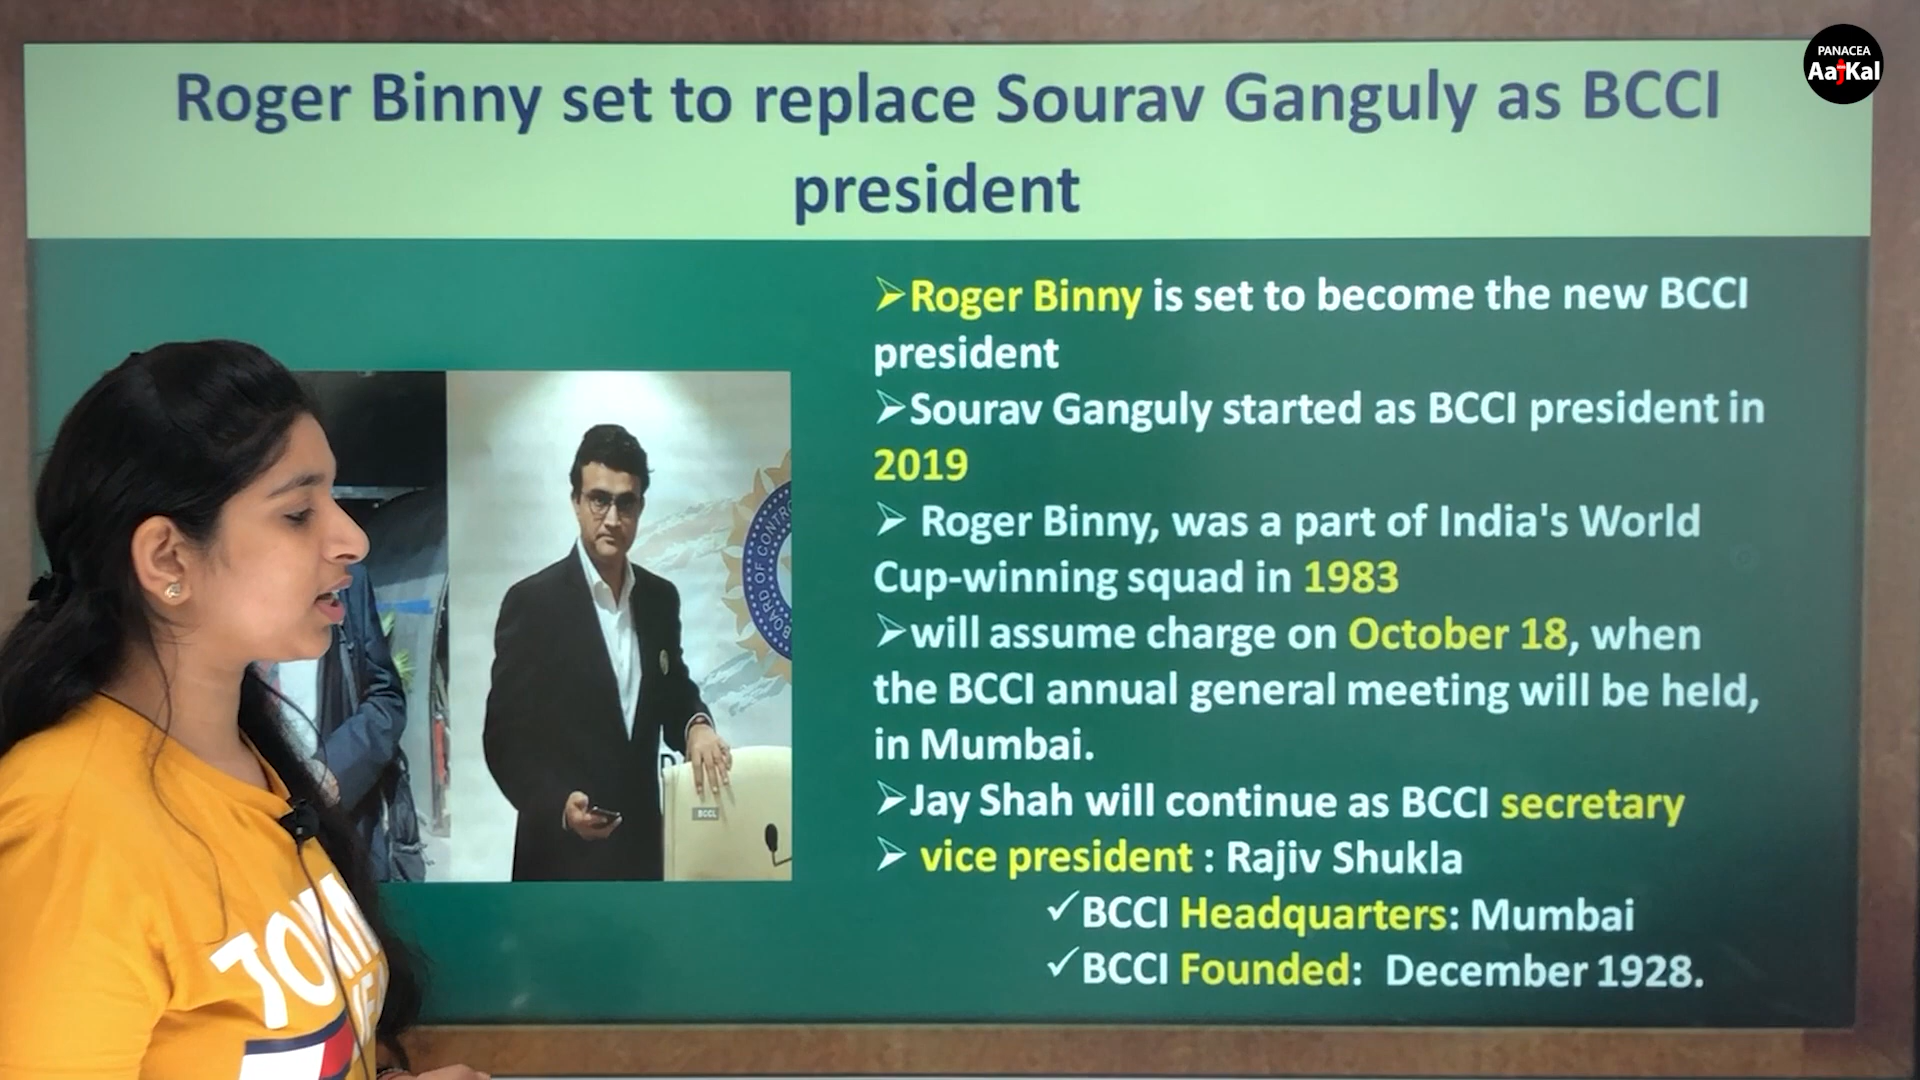 PANACEA
AajKal
Roger Binny set to replace Sourav Ganguly as BCCI
president
➢Roger Binny is set to become the new BCCI
president
➢Sourav Ganguly started as BCCI president in
2019
➢ Roger Binny, was a part of India's World
Cup-winning squad in 1983
➢will assume charge on October 18, when
the BCCI annual general meeting will be held,
in Mumbai.
➢Jay Shah will continue as BCCI secretary
➢ vice president : Rajiv Shukla
✓BCCI Headquarters: Mumbai
✓BCCI Founded: December 1928.
BOARD OF CONTRO
BCCI